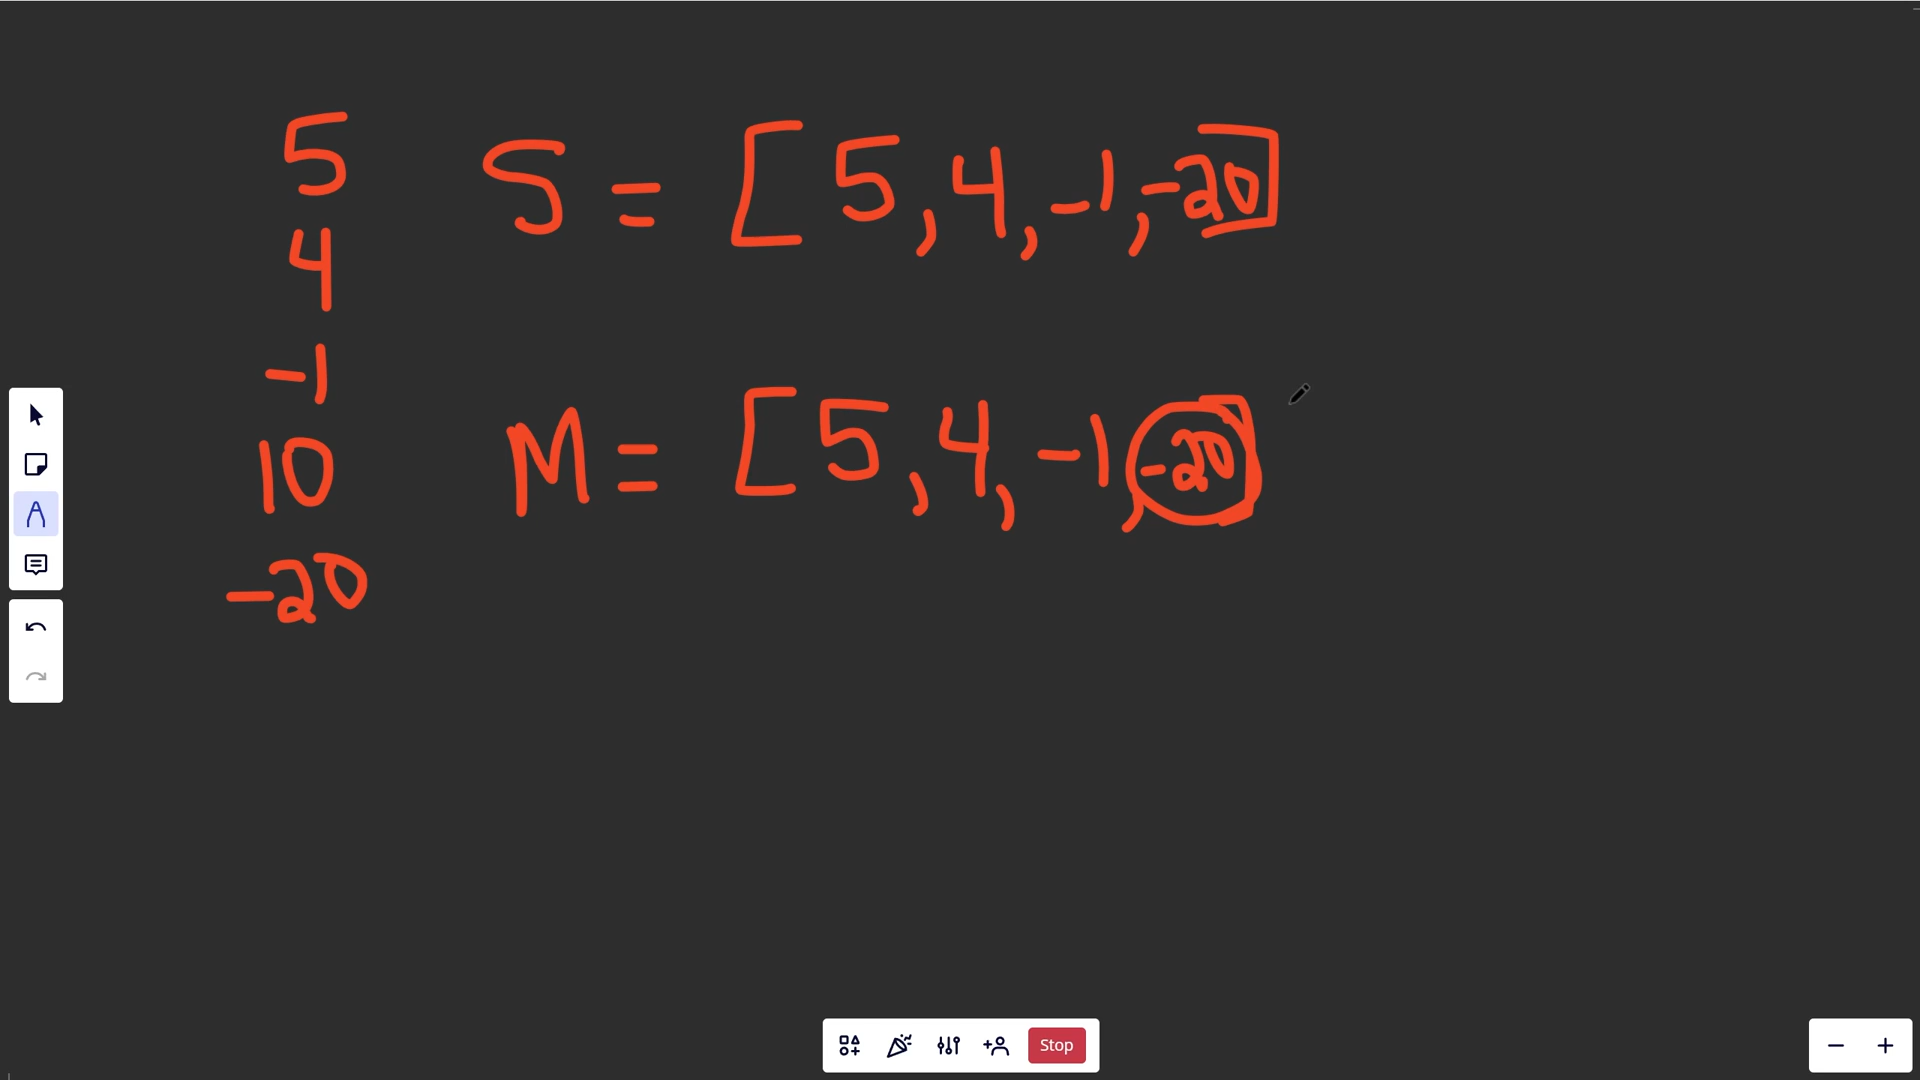 5
4
-1
10
-20
S = [5, 4, -1, -20]
M = [5, 4, -1, -20]
Stop